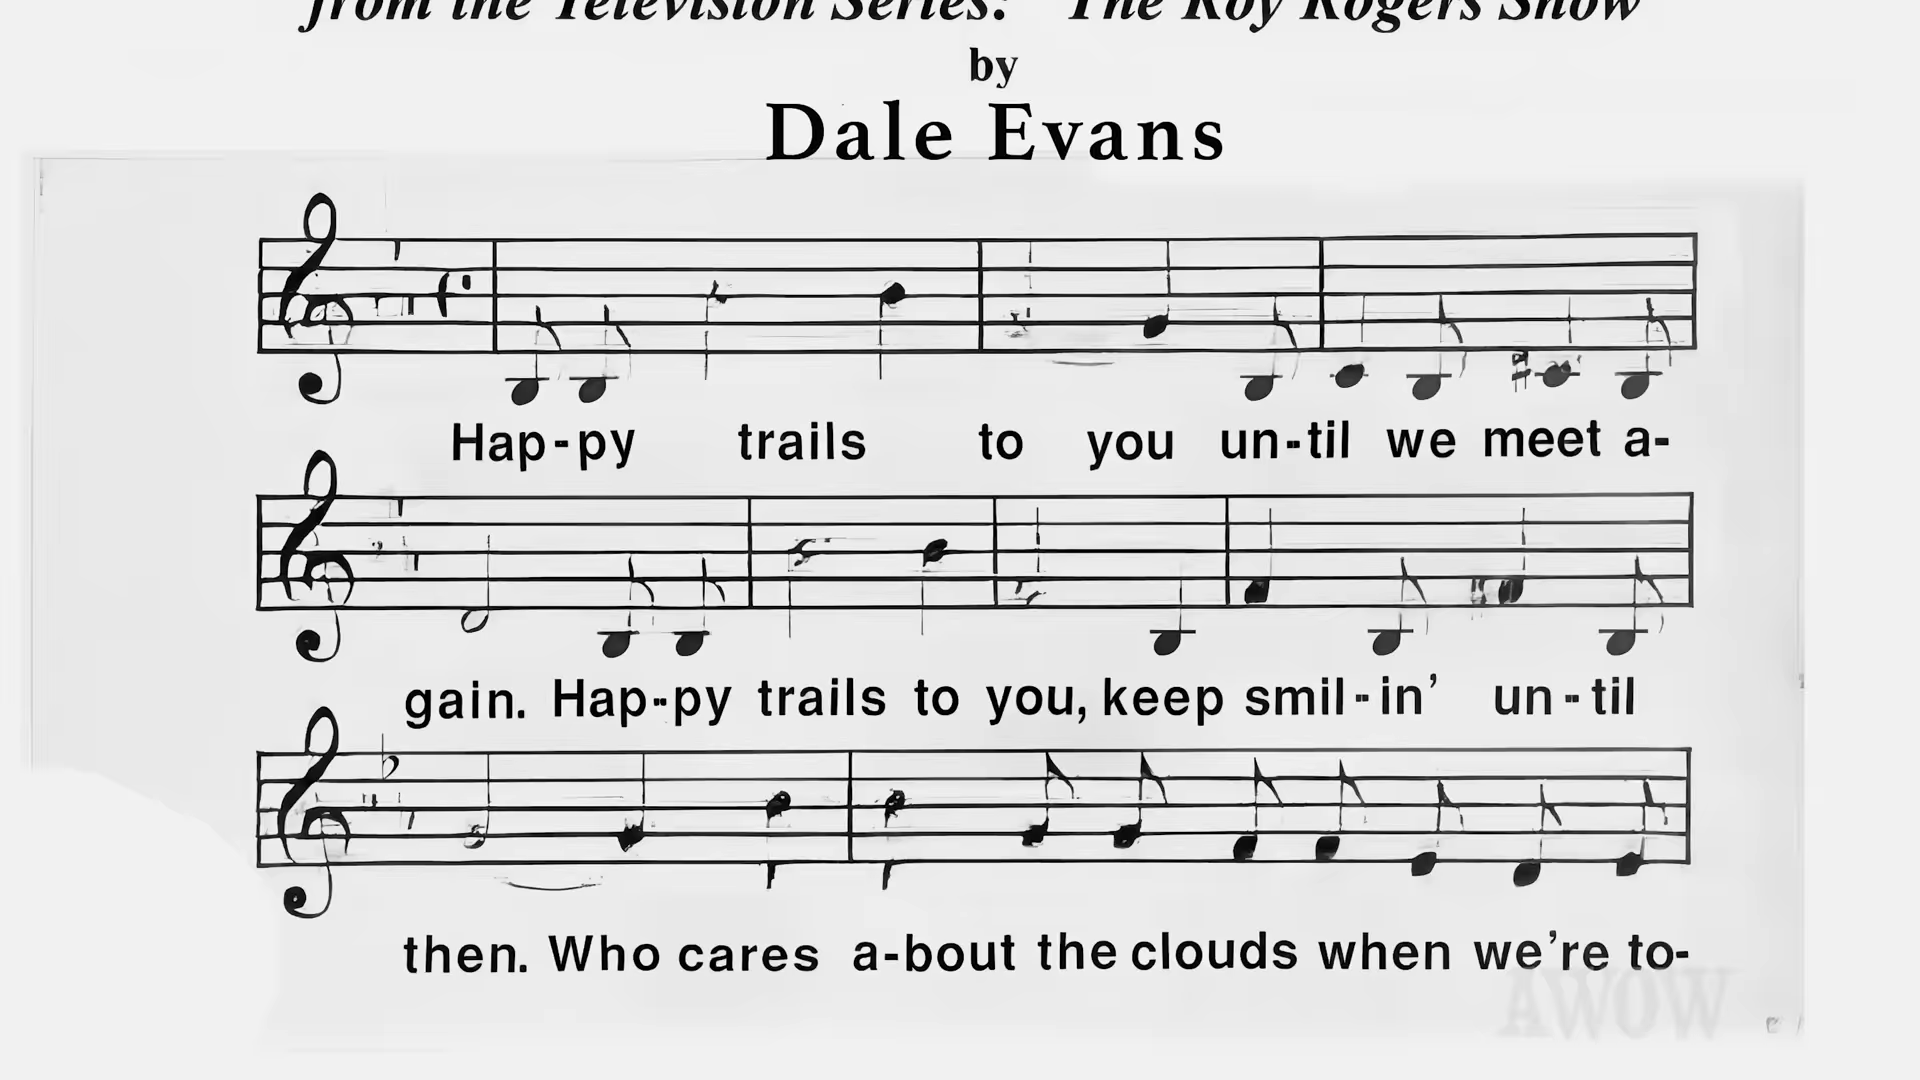 from the Television Series: "The Roy Rogers Show
by
Dale Evans
Hap-py trails to you un-til we meet a-
gain. Hap-py trails to you, keep smil-in' un-til
then. Who cares a-bout the clouds when we're to-
AWOW